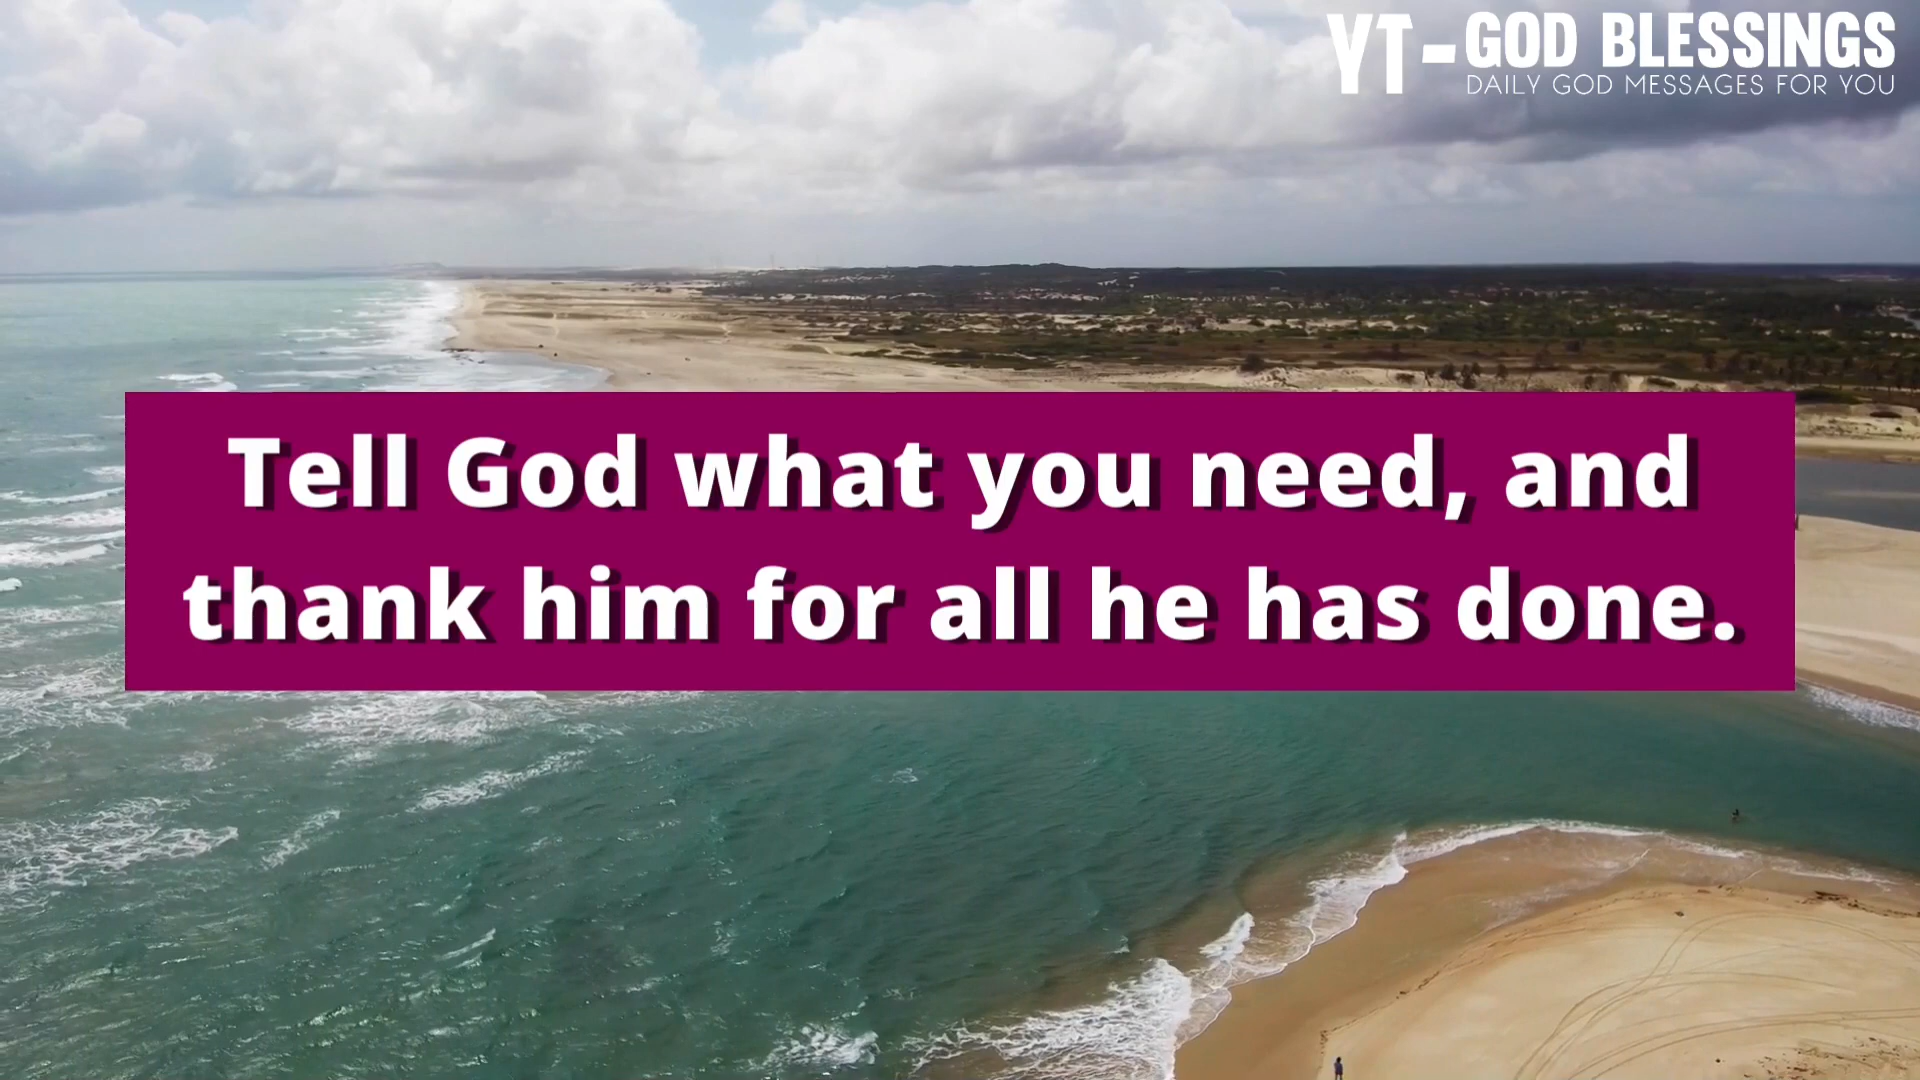 YT-GOD BLESSINGS
DAILY GOD MESSAGES FOR YOU
Tell God what you need, and
thank him for all he has done.